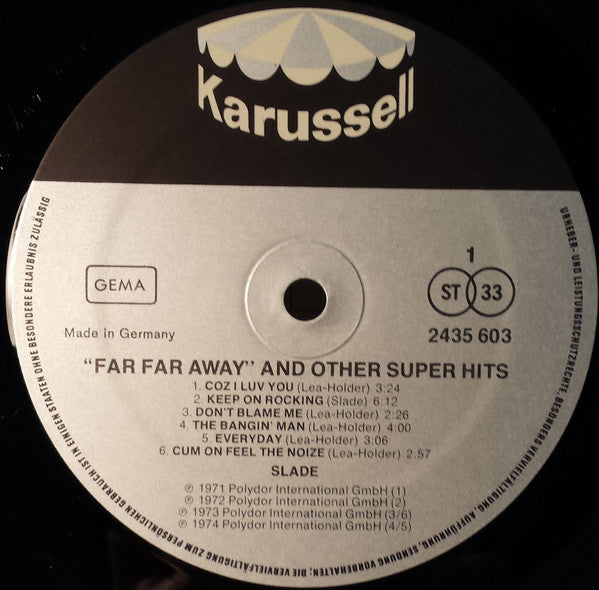 Karussell
GEMA
Made in Germany
1
ST 33
2435 603
“FAR FAR AWAY” AND OTHER SUPER HITS
1. COZ I LUV YOU (Lea-Holder) 3:24
2. KEEP ON ROCKING (Slade) 6:12
3. DON'T BLAME ME (Lea-Holder) 2:26
4. THE BANGIN' MAN (Lea-Holder) 4:00
5. EVERYDAY (Lea-Holder) 3:06
6. CUM ON FEEL THE NOIZE (Lea-Holder) 2:57
SLADE
℗ 1971 Polydor International GmbH (1)
℗ 1972 Polydor International GmbH (2)
℗ 1973 Polydor International GmbH (3/6)
℗ 1974 Polydor International GmbH (4/5)
URHEBER- UND LEISTUNGSSCHUTZRECHTE, BESONDERS VERVIELFÄLTIGUNG, AUFFÜHRUNG, SENDUNG VORBEHALTEN; DIE VERVIELFÄLTIGUNG ZUM PERSÖNLICHEN GEBRAUCH IST IN EINIGEN STAATEN OHNE BESONDERE ERLAUBNIS ZULÄSSIG